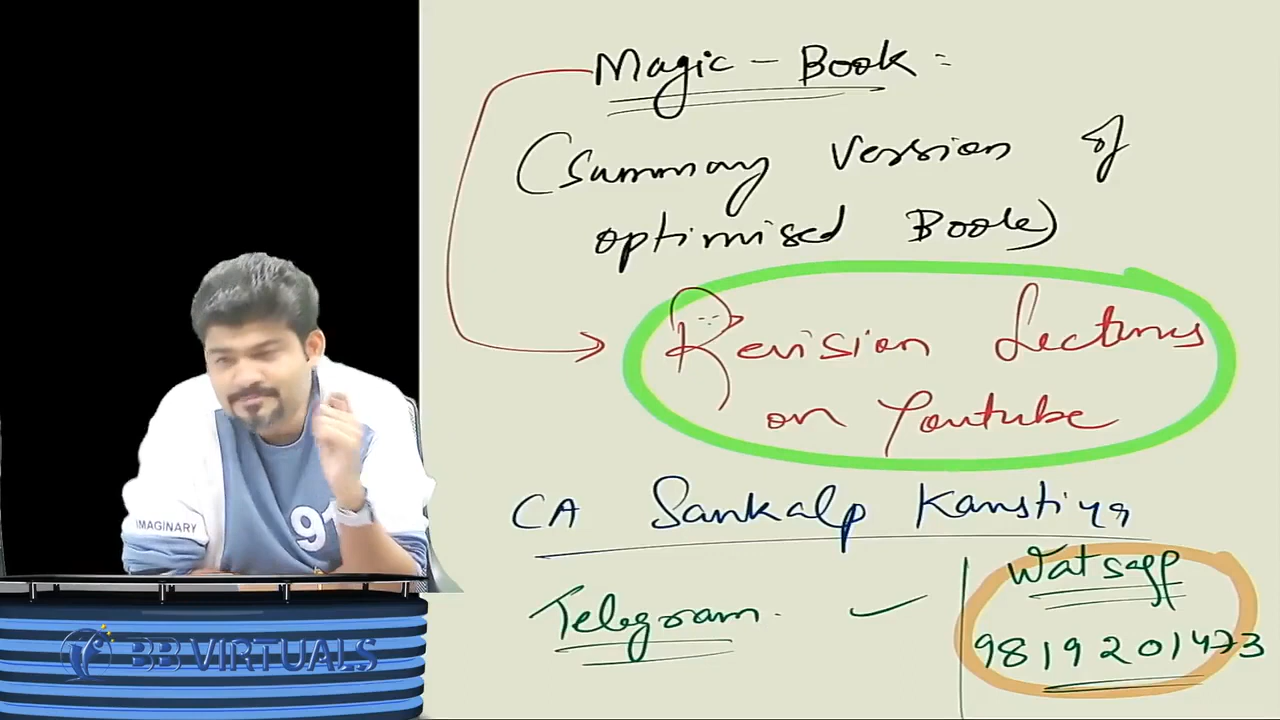 Magic - Book =
(Summary Version of
optimised Book)
Revision Lectures
on Youtube
CA Sankalp Kanstiya
Telegram.
Watsapp
9819201473
IMAGINARY
91
BB VIRTUALS